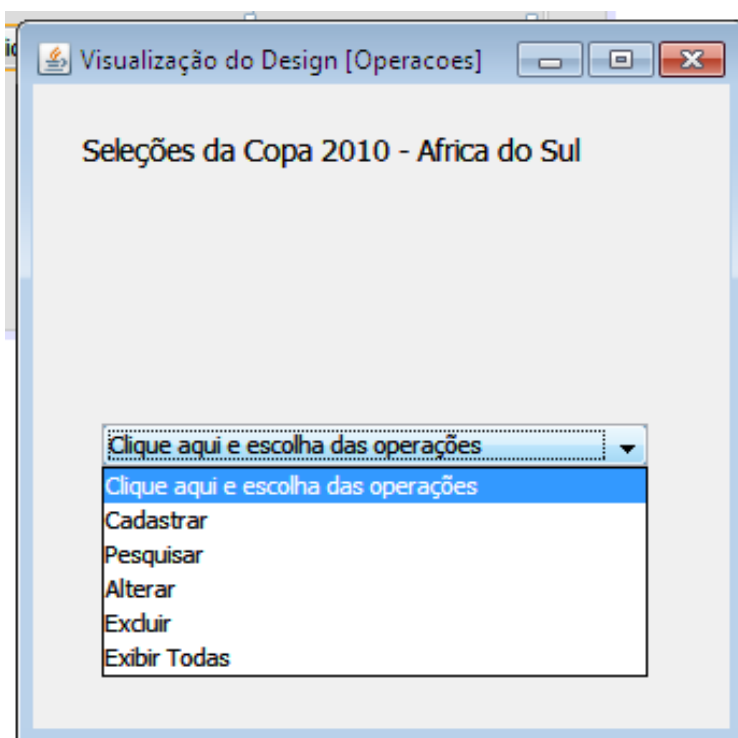 Visualização do Design [Operacoes]
Seleções da Copa 2010 - Africa do Sul
Clique aqui e escolha das operações
Clique aqui e escolha das operações
Cadastrar
Pesquisar
Alterar
Excluir
Exibir Todas